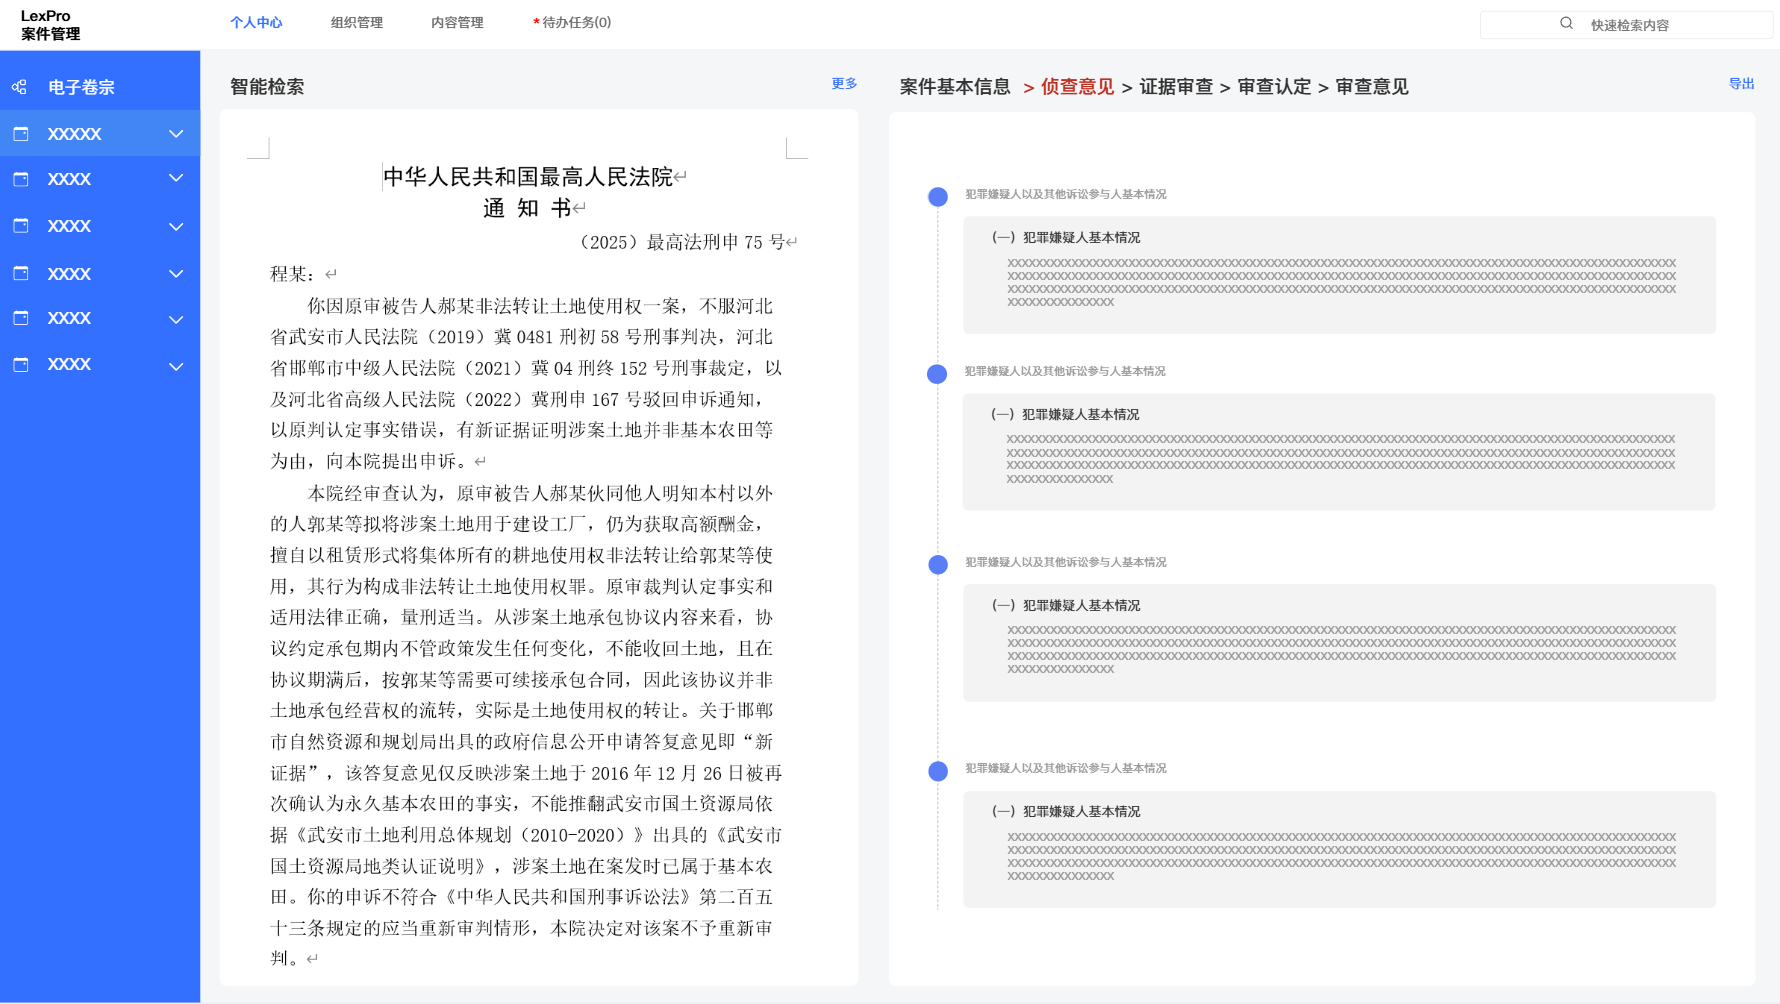 LexPro
案件管理
个人中心
组织管理
内容管理
*待办任务(0)
快速检索内容
电子卷宗
XXXXX
XXXX
XXXX
XXXX
XXXX
XXXX
智能检索
更多
中华人民共和国最高人民法院↵
通 知 书↵
（2025）最高法刑申 75 号↵
程某：↵
你因原审被告人郝某非法转让土地使用权一案，不服河北
省武安市人民法院（2019）冀 0481 刑初 58 号刑事判决，河北
省邯郸市中级人民法院（2021）冀 04 刑终 152 号刑事裁定，以
及河北省高级人民法院（2022）冀刑申 167 号驳回申诉通知，
以原判认定事实错误，有新证据证明涉案土地并非基本农田等
为由，向本院提出申诉。↵
本院经审查认为，原审被告人郝某伙同他人明知本村以外
的人郭某等拟将涉案土地用于建设工厂，仍为获取高额酬金，
擅自以租赁形式将集体所有的耕地使用权非法转让给郭某等使
用，其行为构成非法转让土地使用权罪。原审裁判认定事实和
适用法律正确，量刑适当。从涉案土地承包协议内容来看，协
议约定承包期内不管政策发生任何变化，不能收回土地，且在
协议期满后，按郭某等需要可续接承包合同，因此该协议并非
土地承包经营权的流转，实际是土地使用权的转让。关于邯郸
市自然资源和规划局出具的政府信息公开申请答复意见即“新
证据”，该答复意见仅反映涉案土地于 2016 年 12 月 26 日被再
次确认为永久基本农田的事实，不能推翻武安市国土资源局依
据《武安市土地利用总体规划（2010-2020）》出具的《武安市
国土资源局地类认证说明》，涉案土地在案发时已属于基本农
田。你的申诉不符合《中华人民共和国刑事诉讼法》第二百五
十三条规定的应当重新审判情形，本院决定对该案不予重新审
判。↵
案件基本信息 > 侦查意见 > 证据审查 > 审查认定 > 审查意见
导出
犯罪嫌疑人以及其他诉讼参与人基本情况
(一) 犯罪嫌疑人基本情况
犯罪嫌疑人以及其他诉讼参与人基本情况
(一) 犯罪嫌疑人基本情况
犯罪嫌疑人以及其他诉讼参与人基本情况
(一) 犯罪嫌疑人基本情况
犯罪嫌疑人以及其他诉讼参与人基本情况
(一) 犯罪嫌疑人基本情况